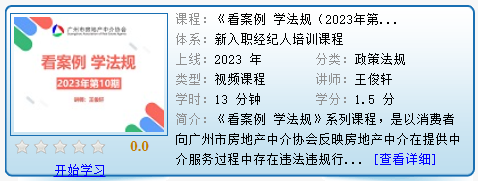 广州市房地产中介协会
看案例 学法规
2023年第10期
讲师：王俊轩
0.0
开始学习
课程：《看案例 学法规（2023年第...
体系：新入职经纪人培训课程
上线：2023 年 分类：政策法规
类型：视频课程 讲师：王俊轩
学时：13 分钟 学分：1.5 分
简介：《看案例 学法规》系列课程，是以消费者
向广州市房地产中介协会反映房地产中介在提供中
介服务过程中存在违法违规行... [查看详细]